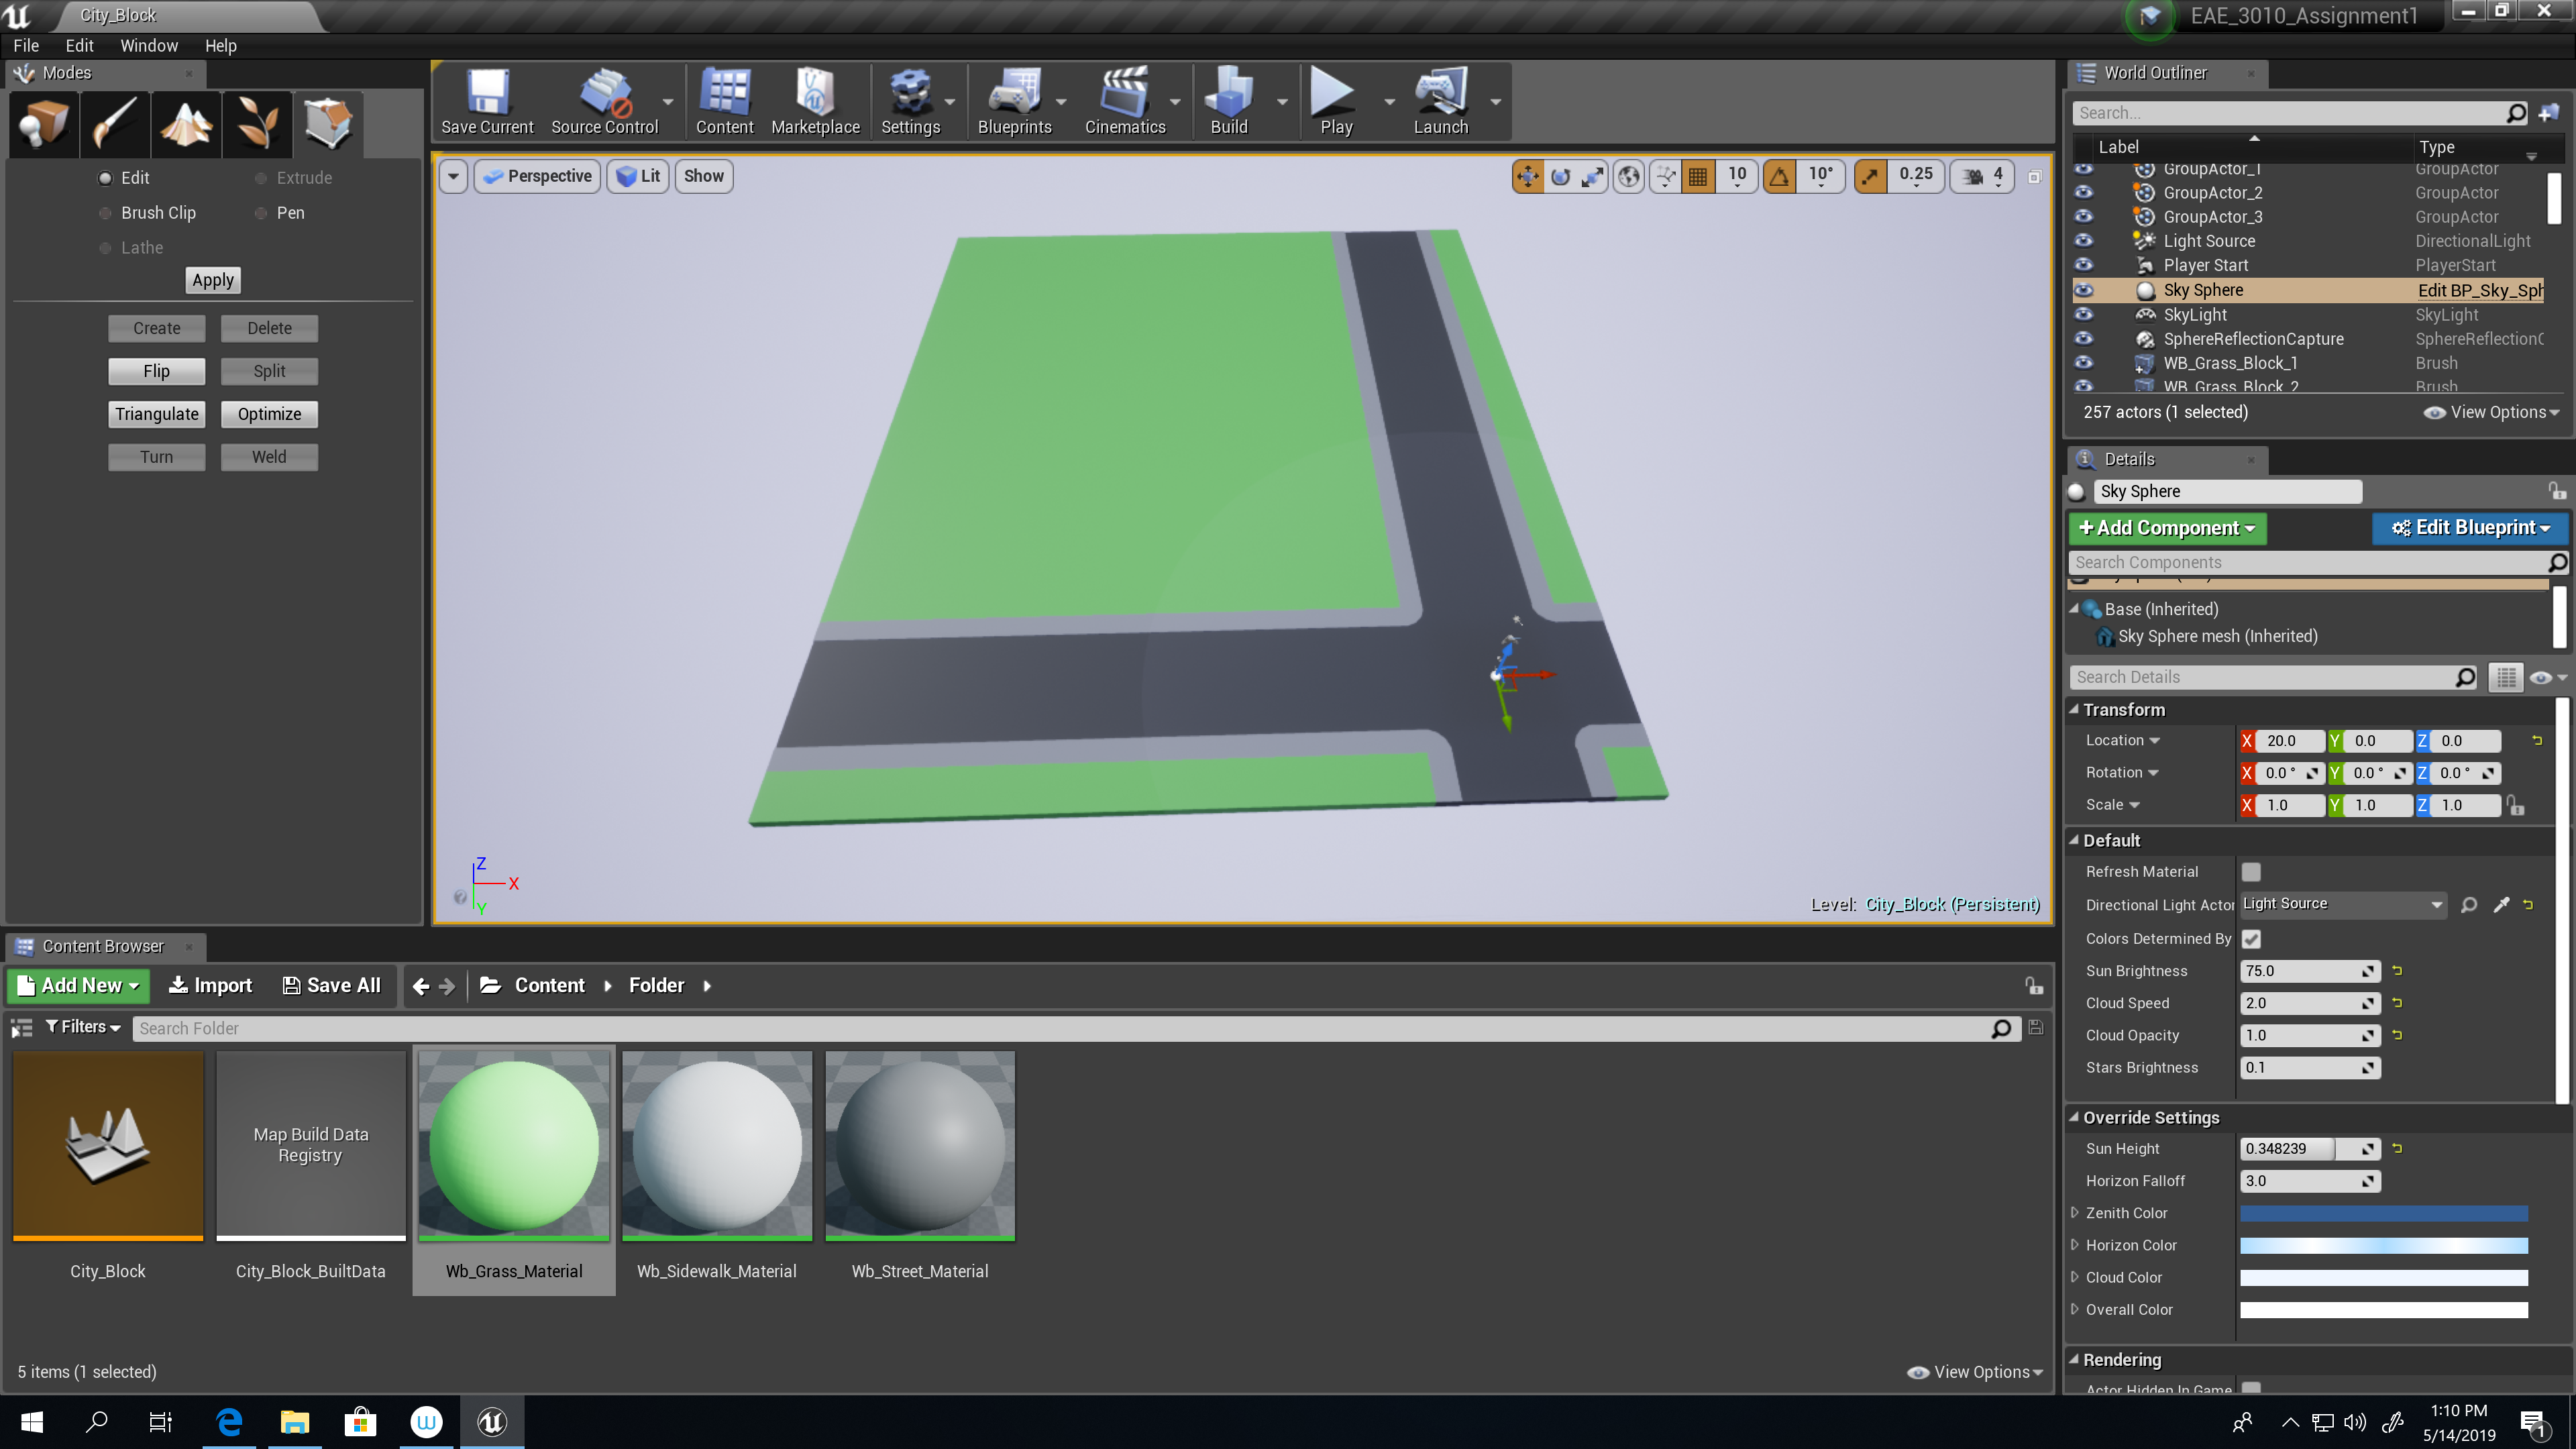 City_Block
EAE_3010_Assignment1
File Edit Window Help
Modes
Edit Extrude
Brush Clip Pen
Lathe
Apply
Create Delete
Flip Split
Triangulate Optimize
Turn Weld
Save Current Source Control Content Marketplace Settings Blueprints Cinematics Build Play Launch
Perspective Lit Show 10 10° 0.25 4
Z
X
Y
Level: City_Block (Persistent)
World Outliner
Search...
Label Type
GroupActor_1 GroupActor
GroupActor_2 GroupActor
GroupActor_3 GroupActor
Light Source DirectionalLight
Player Start PlayerStart
Sky Sphere Edit BP_Sky_Sph
SkyLight SkyLight
SphereReflectionCapture SphereReflectionC
WB_Grass_Block_1 Brush
WB_Grass_Block_2 Brush
257 actors (1 selected) View Options
Details
Sky Sphere
+Add Component Edit Blueprint
Search Components
Base (Inherited)
Sky Sphere mesh (Inherited)
Search Details
Transform
Location X 20.0 Y 0.0 Z 0.0
Rotation X 0.0 ° Y 0.0 ° Z 0.0 °
Scale X 1.0 Y 1.0 Z 1.0
Default
Refresh Material
Directional Light Actor Light Source
Colors Determined By
Sun Brightness 75.0
Cloud Speed 2.0
Cloud Opacity 1.0
Stars Brightness 0.1
Override Settings
Sun Height 0.348239
Horizon Falloff 3.0
Zenith Color
Horizon Color
Cloud Color
Overall Color
Rendering
Actor Hidden In Game
Content Browser
Add New Import Save All Content Folder
Filters Search Folder
Map Build Data
Registry
City_Block City_Block_BuiltData Wb_Grass_Material Wb_Sidewalk_Material Wb_Street_Material
5 items (1 selected) View Options
1:10 PM
5/14/2019
1